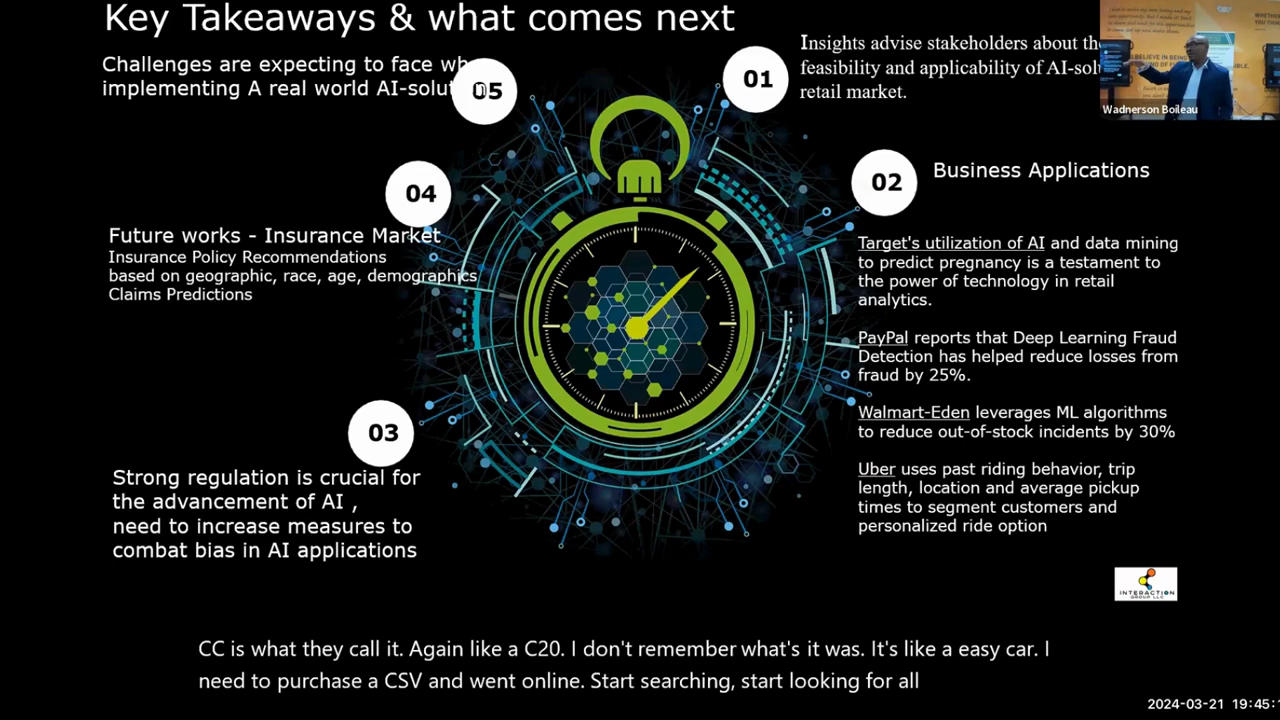 Key Takeaways & what comes next
Challenges are expecting to face wh
implementing A real world AI-solution
05
01
Insights advise stakeholders about the
feasibility and applicability of AI-sol
retail market.
Wadnerson Boileau
04
02
Business Applications
Future works - Insurance Market
Insurance Policy Recommendations
based on geographic, race, age, demographics
Claims Predictions
Target's utilization of AI and data mining
to predict pregnancy is a testament to
the power of technology in retail
analytics.
PayPal reports that Deep Learning Fraud
Detection has helped reduce losses from
fraud by 25%.
Walmart-Eden leverages ML algorithms
to reduce out-of-stock incidents by 30%
Uber uses past riding behavior, trip
length, location and average pickup
times to segment customers and
personalized ride option
03
Strong regulation is crucial for
the advancement of AI ,
need to increase measures to
combat bias in AI applications
INTERACTION
GROUP LLC
CC is what they call it. Again like a C20. I don't remember what's it was. It's like a easy car. I
need to purchase a CSV and went online. Start searching, start looking for all
2024-03-21 19:45: